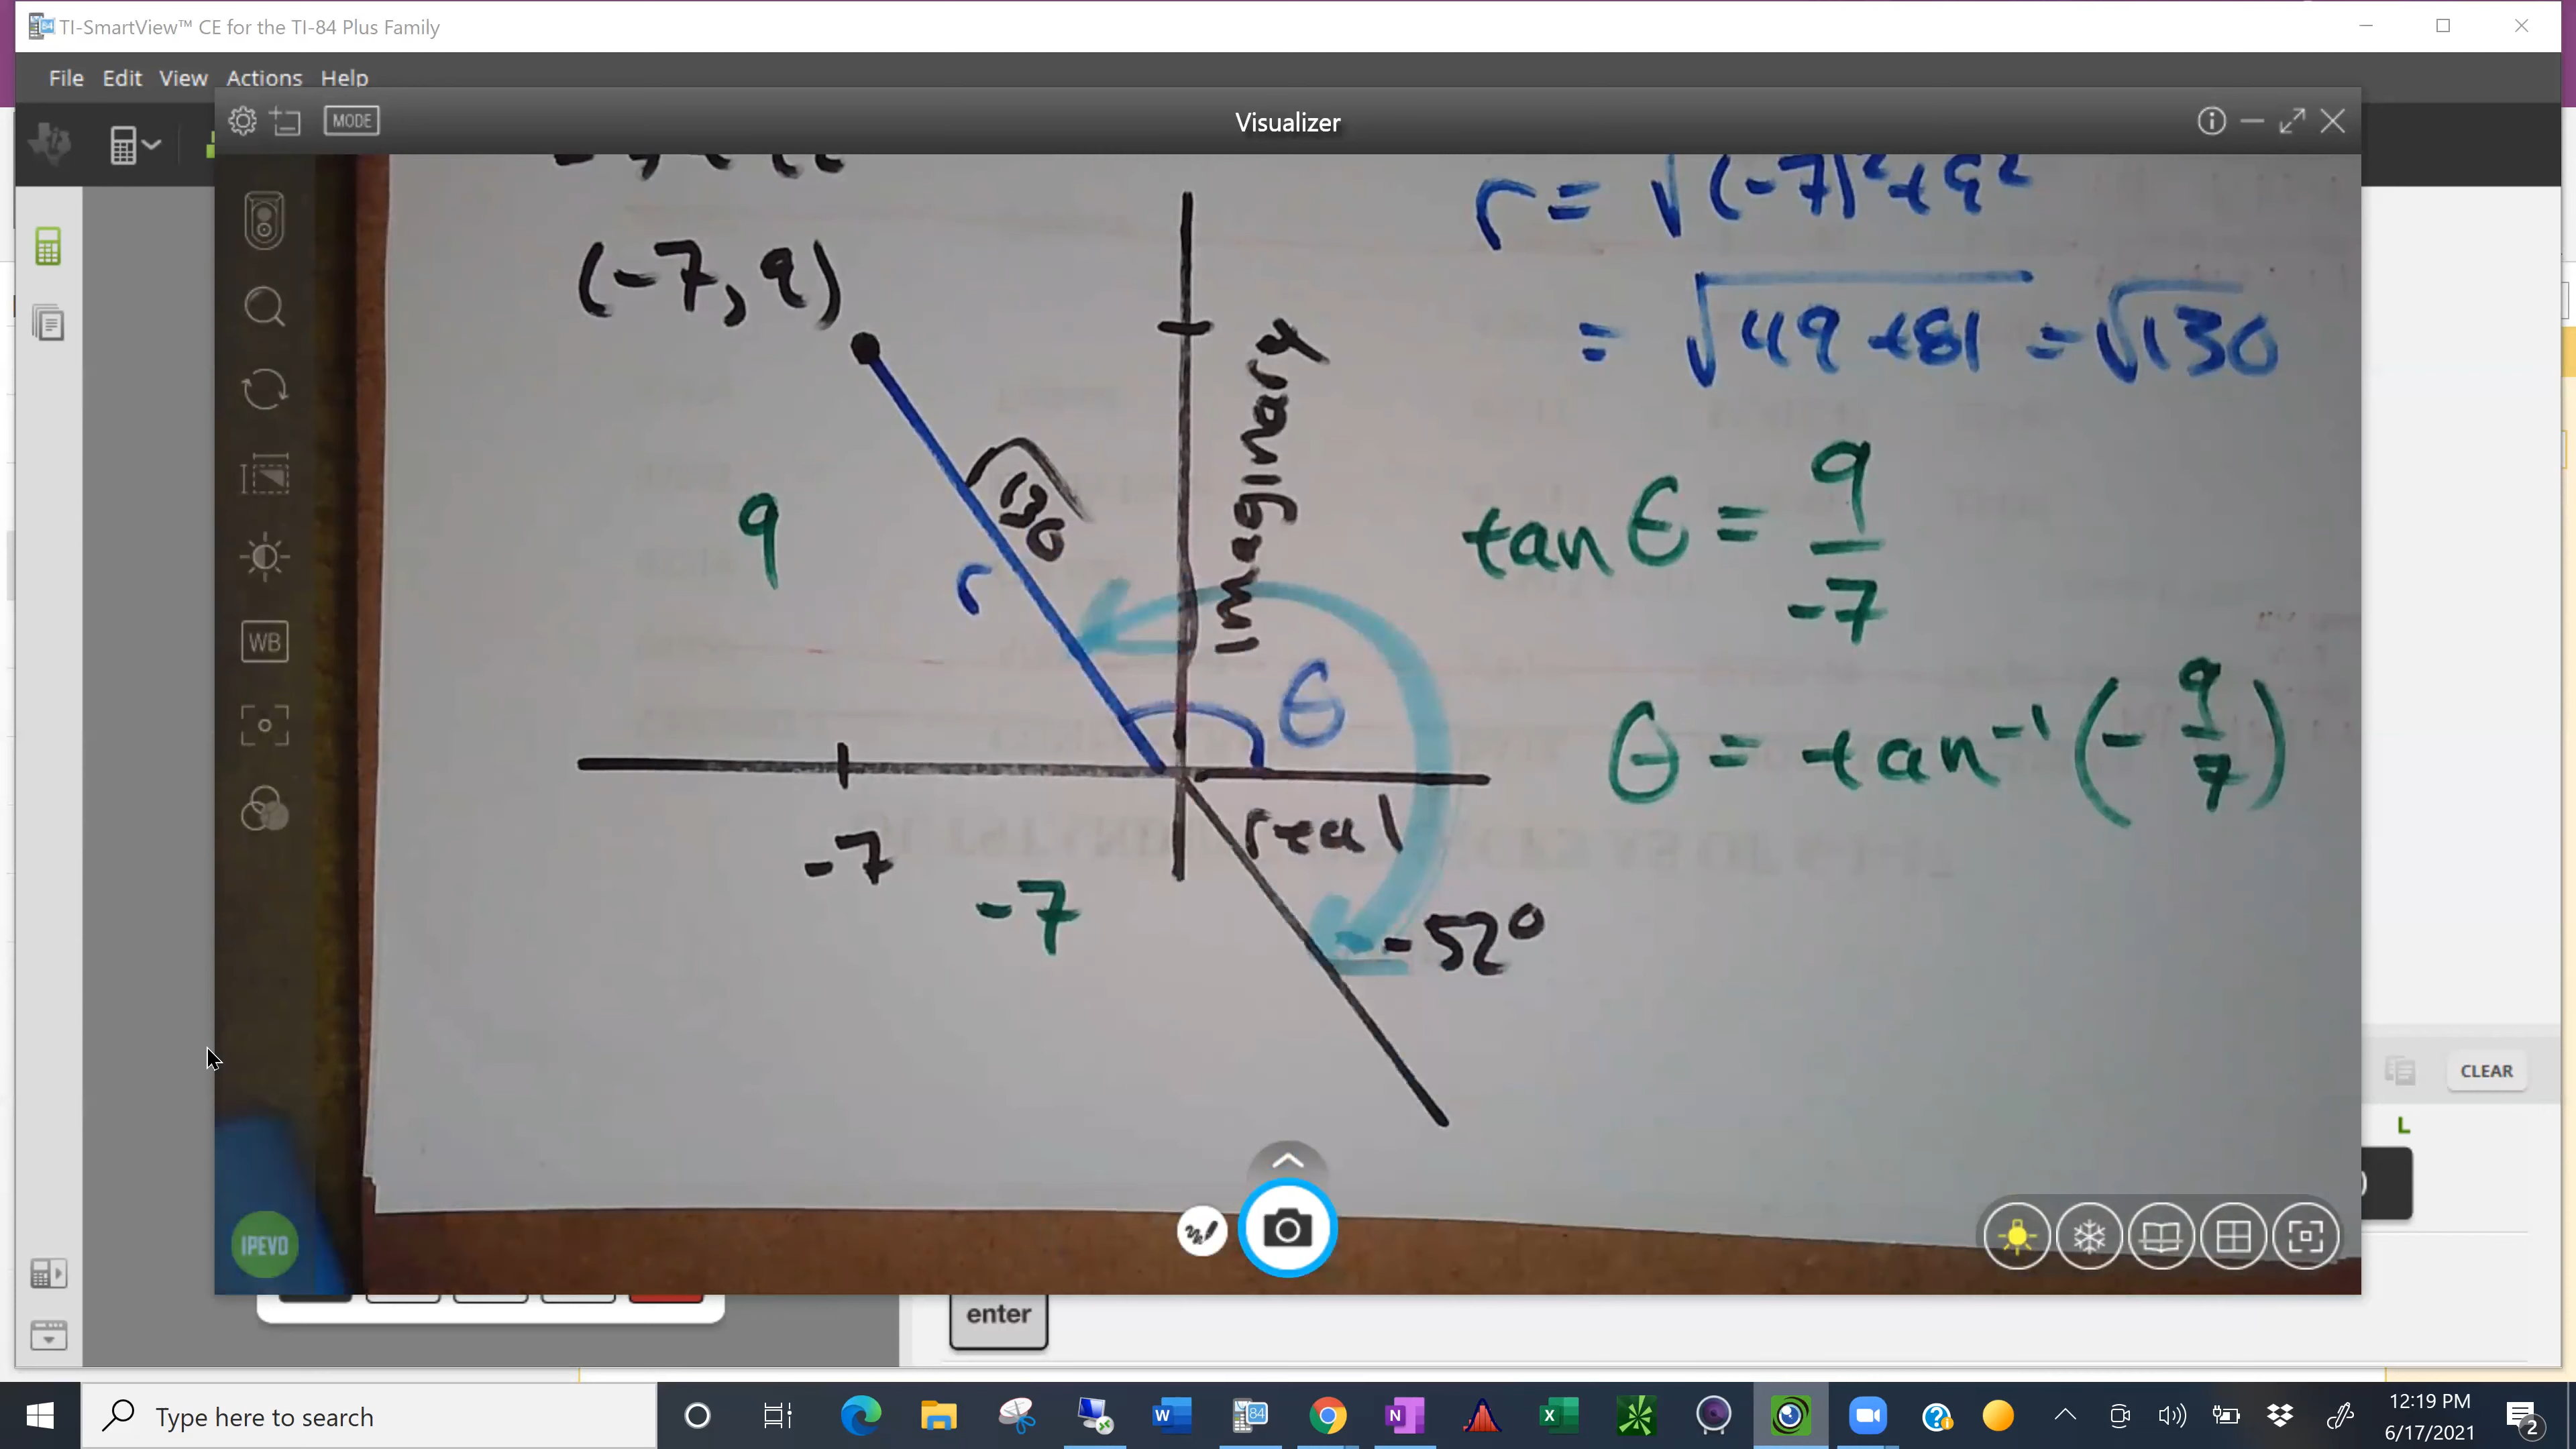 TI-SmartView™ CE for the TI-84 Plus Family
File Edit View Actions Help
MODE
Visualizer
r = √(-7)²+9²
(-7, 9)
= √49+81 = √130
Imaginary
√130
9
r
tan θ = 9/-7
θ
θ = tan⁻¹(-9/7)
real
-7
-7
-52°
WB
CLEAR
L
IPEVO
enter
Type here to search
84
12:19 PM
6/17/2021
2